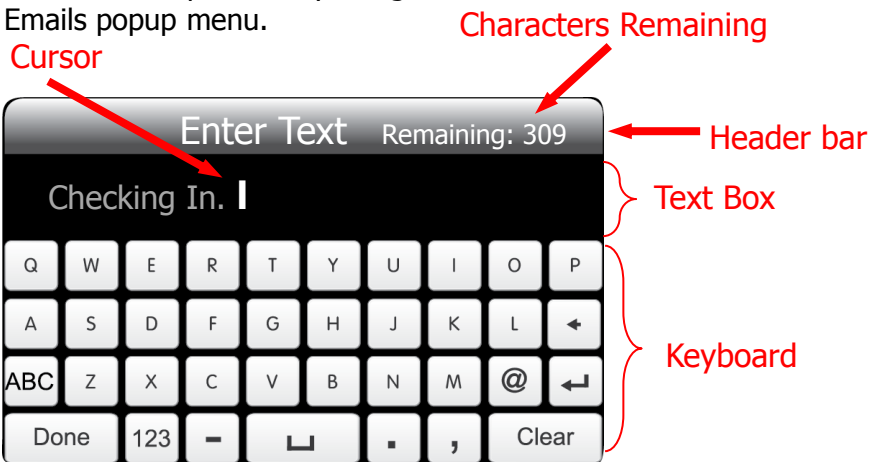 Emails popup menu.
Characters Remaining
Cursor
Enter Text Remaining: 309
Header bar
Checking In.
Text Box
Q W E R T Y U I O P
A S D F G H J K L
Keyboard
ABC Z X C V B N M @
Done 123 - . , Clear